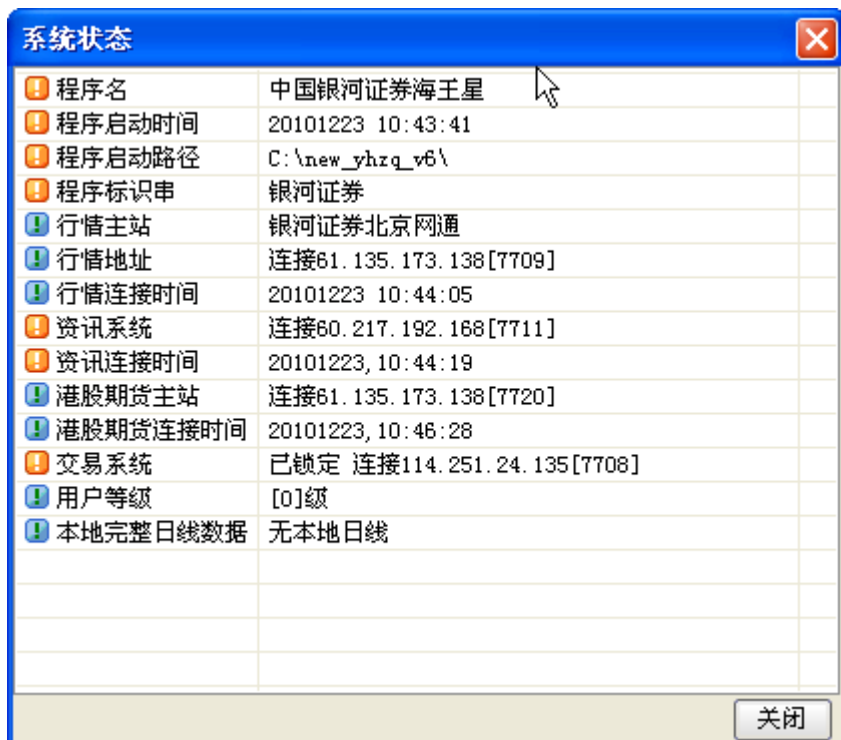 系统状态
程序名 中国银河证券海王星
程序启动时间 20101223 10:43:41
程序启动路径 C:\new_yhzq_v6\
程序标识串 银河证券
行情主站 银河证券北京网通
行情地址 连接61.135.173.138[7709]
行情连接时间 20101223 10:44:05
资讯系统 连接60.217.192.168[7711]
资讯连接时间 20101223,10:44:19
港股期货主站 连接61.135.173.138[7720]
港股期货连接时间 20101223,10:46:28
交易系统 已锁定 连接114.251.24.135[7708]
用户等级 [0]级
本地完整日线数据 无本地日线
关闭